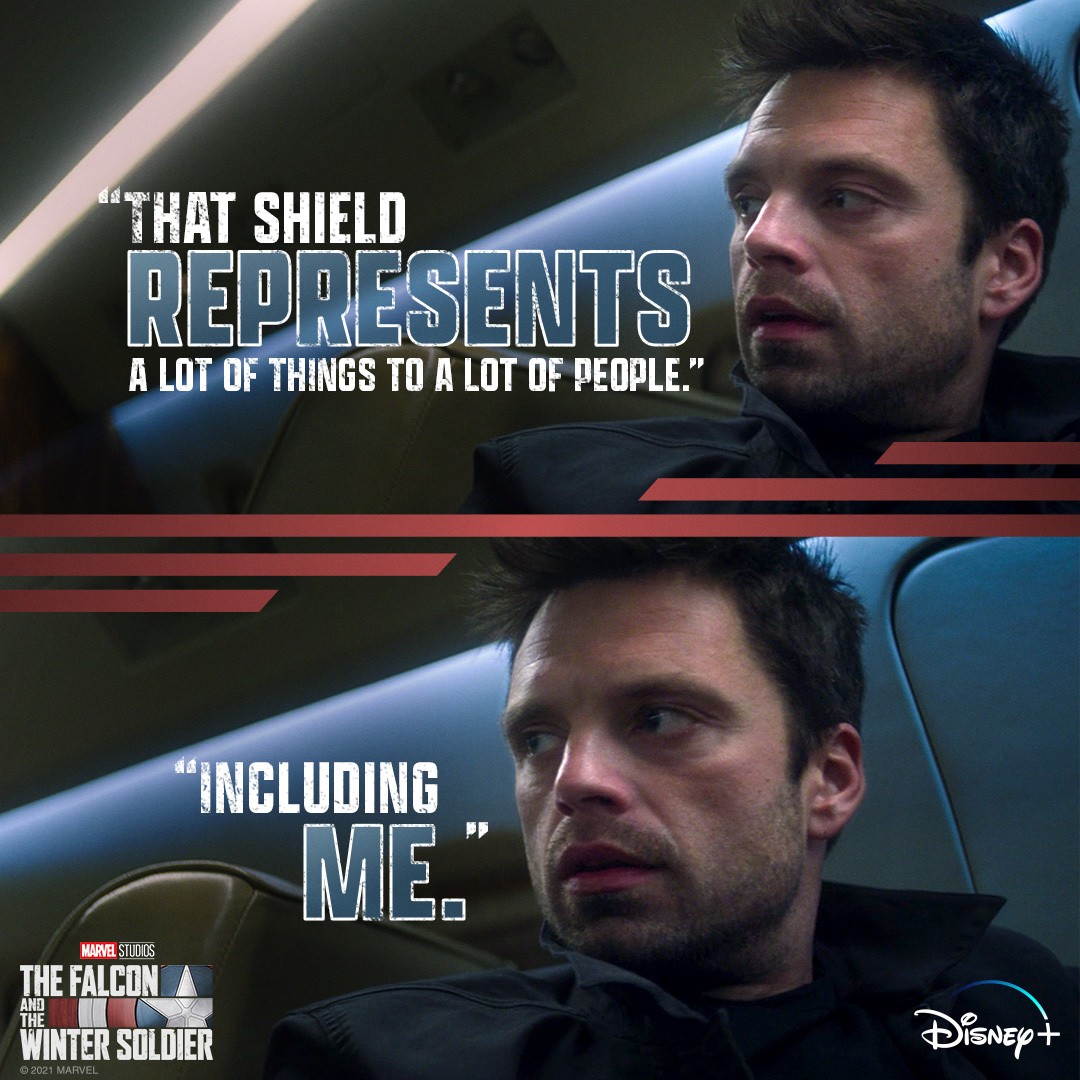 “THAT SHIELD
REPRESENTS
A LOT OF THINGS TO A LOT OF PEOPLE.”
“INCLUDING
ME.”
MARVEL STUDIOS
THE FALCON
AND
THE
WINTER SOLDIER
© 2021 MARVEL
Disney+